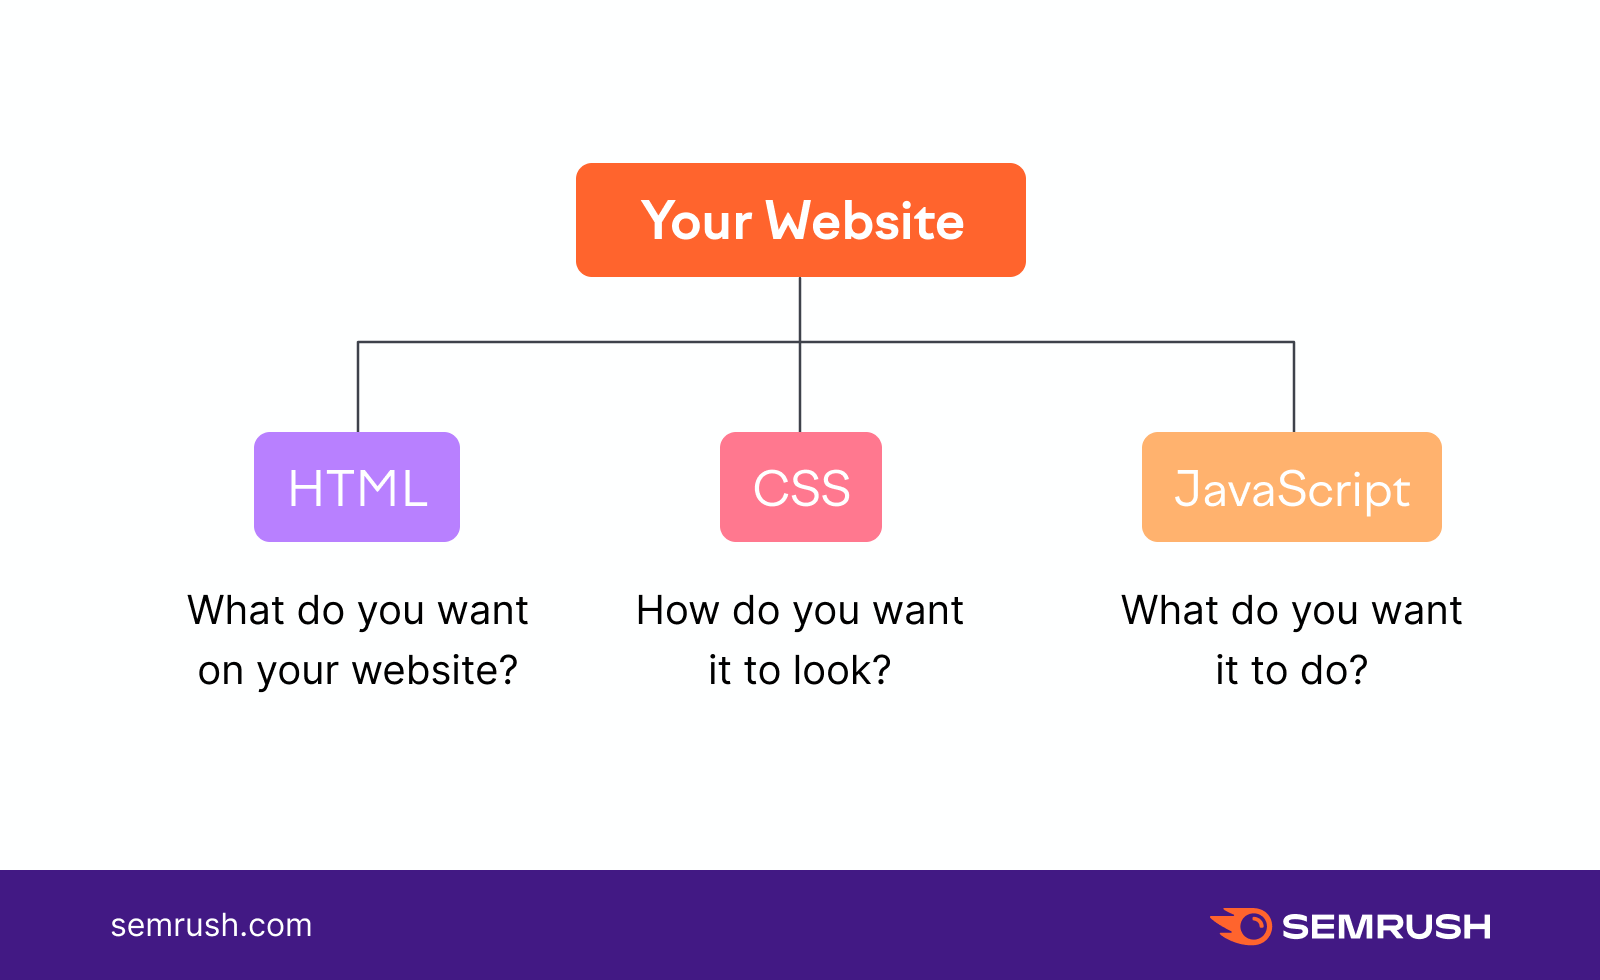 Your Website
HTML
CSS
JavaScript
What do you want
on your website?
How do you want
it to look?
What do you want
it to do?
semrush.com
SEMRUSH